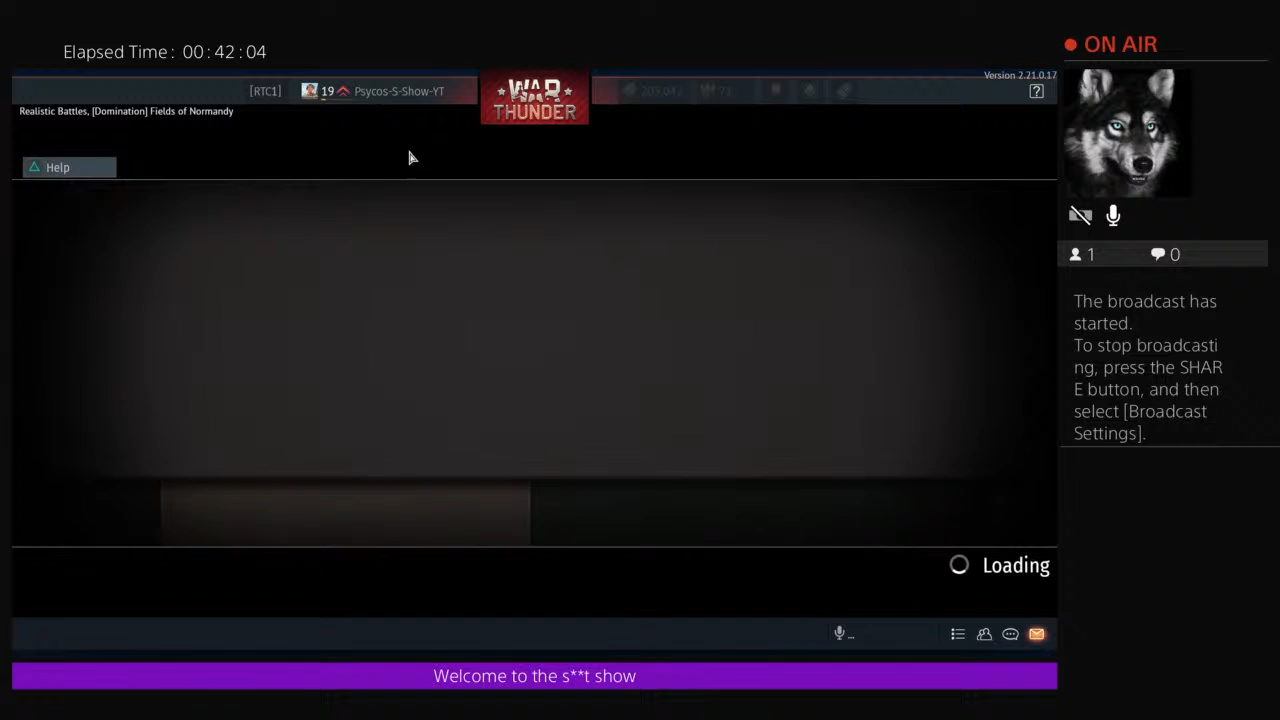 Elapsed Time: 00:42:04
ON AIR
Version 2.21.0.17
[RTC1] 19 Psycos-S-Show-YT
WAR THUNDER
Realistic Battles, [Domination] Fields of Normandy
?
Help
1 0
The broadcast has
started.
To stop broadcasti
ng, press the SHAR
E button, and then
select [Broadcast
Settings].
Loading
...
Welcome to the s**t show